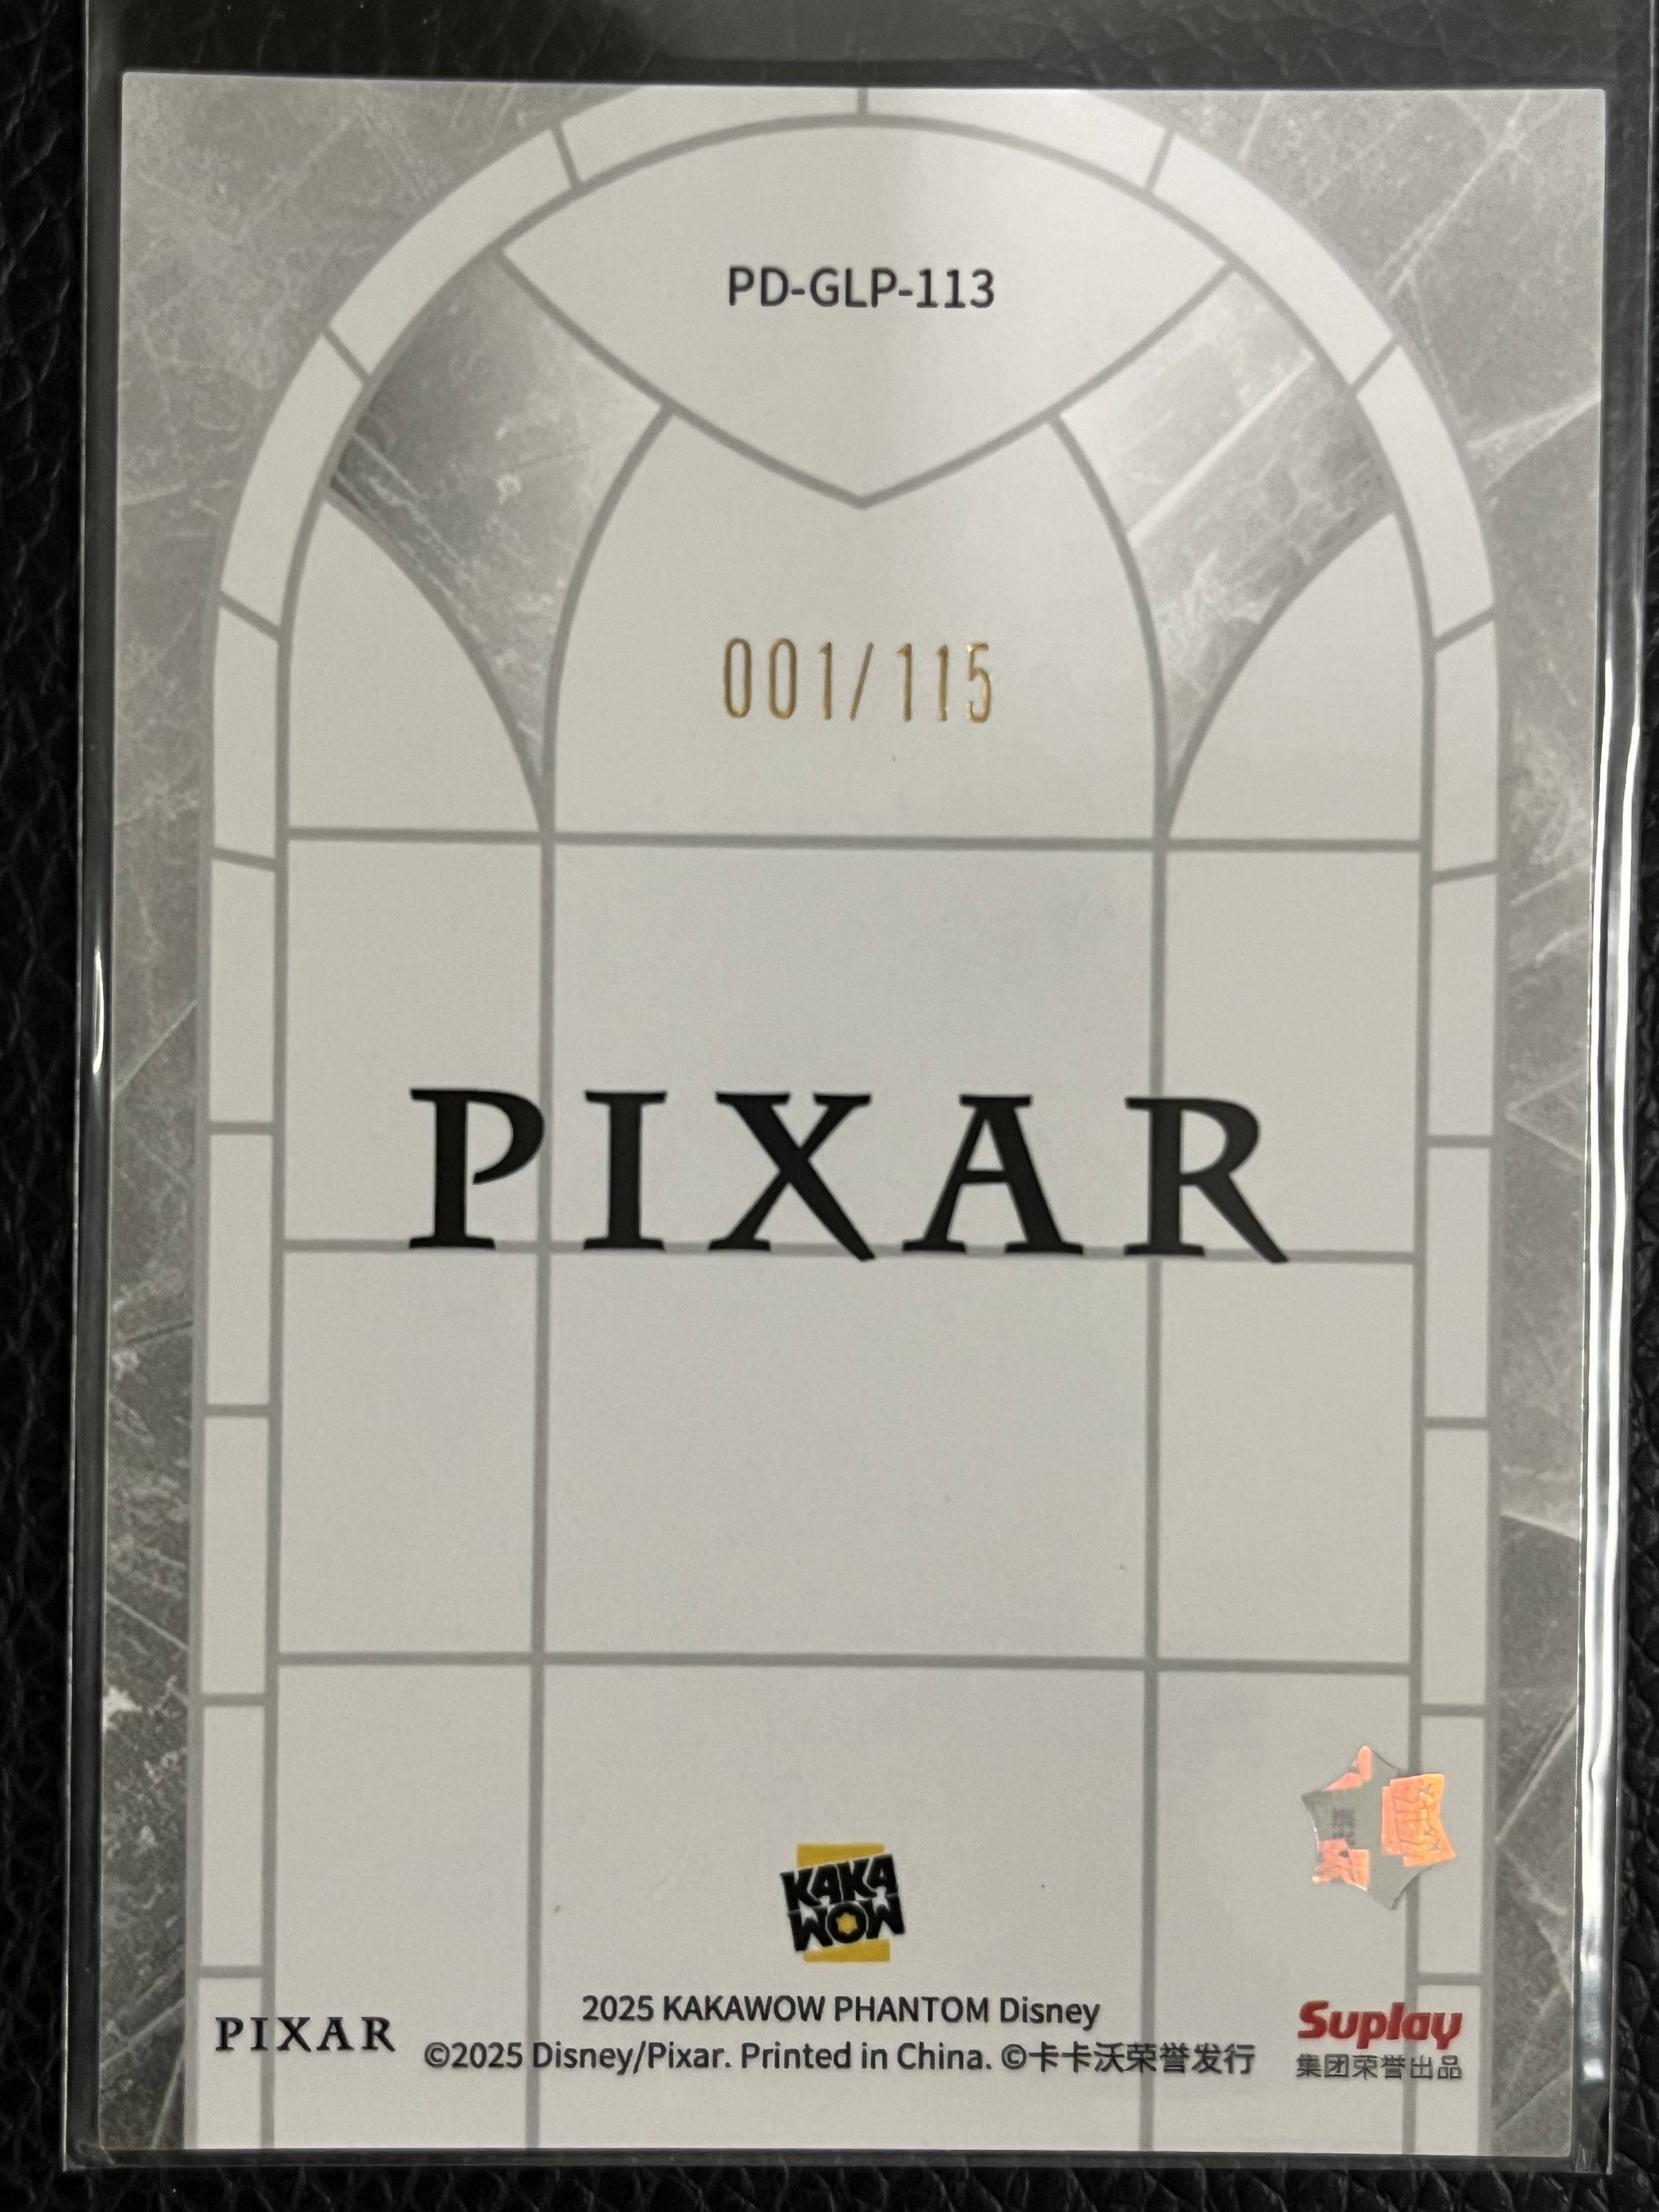 PD-GLP-113
001/115
PIXAR
KAKA
WOW
2025 KAKAWOW PHANTOM Disney
PIXAR
©2025 Disney/Pixar. Printed in China. ©卡卡沃荣誉发行
Suplay
集团荣誉出品